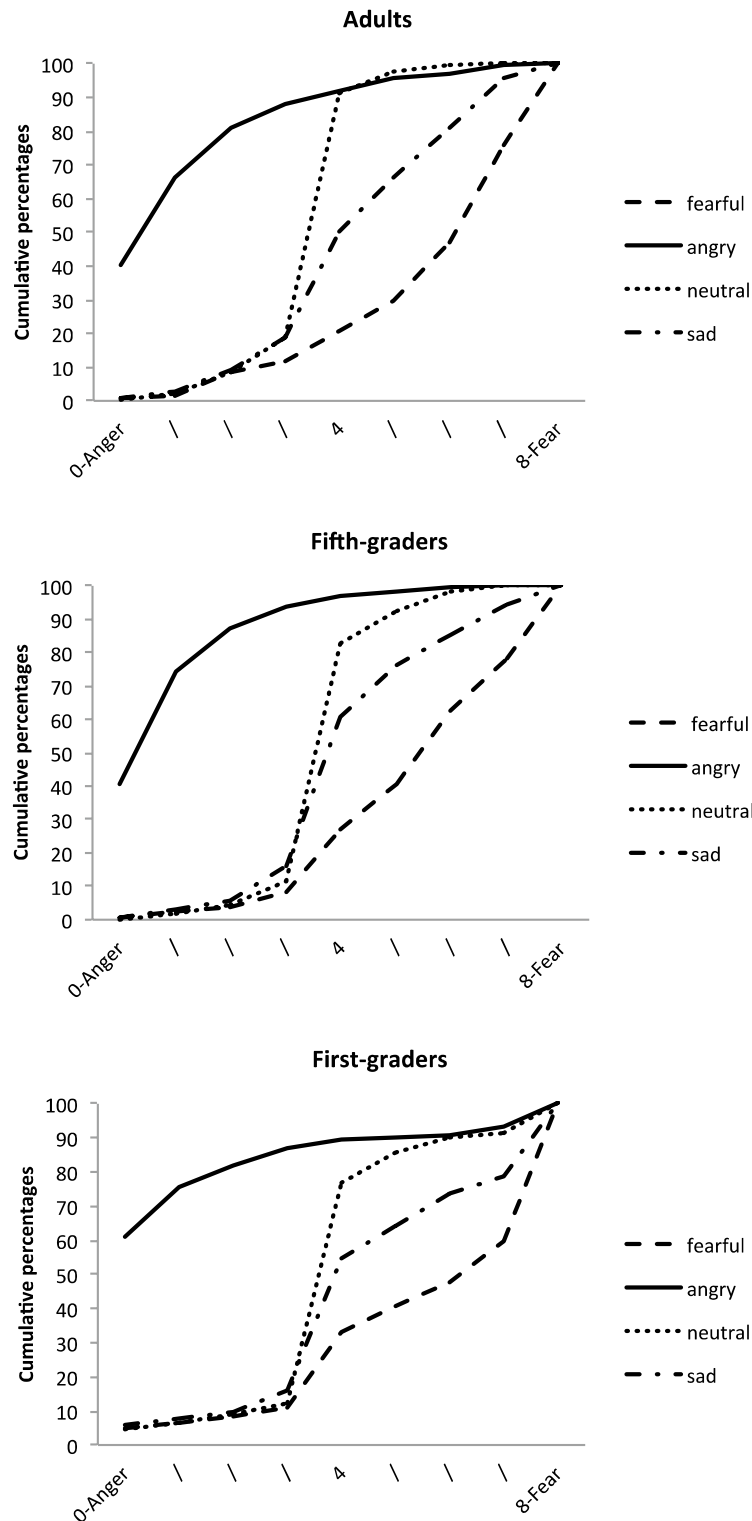 Adults
Cumulative percentages
100
90
80
70
60
50
40
30
20
10
0
0-Anger
/
/
/
4
/
/
/
8-Fear
fearful
angry
neutral
sad
Fifth-graders
Cumulative percentages
100
90
80
70
60
50
40
30
20
10
0
0-Anger
/
/
/
4
/
/
/
8-Fear
fearful
angry
neutral
sad
First-graders
Cumulative percentages
100
90
80
70
60
50
40
30
20
10
0
0-Anger
/
/
/
4
/
/
/
8-Fear
fearful
angry
neutral
sad